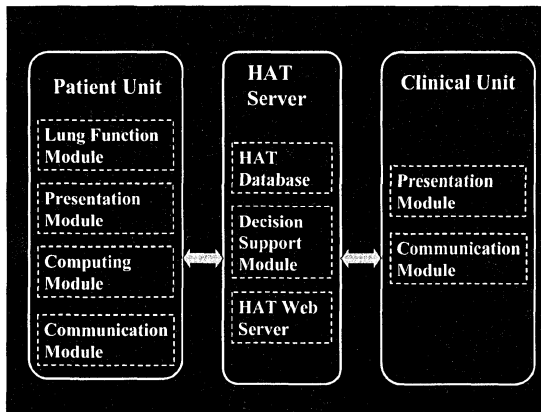 Patient Unit
Lung Function
Module
Presentation
Module
Computing
Module
Communication
Module
HAT
Server
HAT
Database
Decision
Support
Module
HAT Web
Server
Clinical Unit
Presentation
Module
Communication
Module